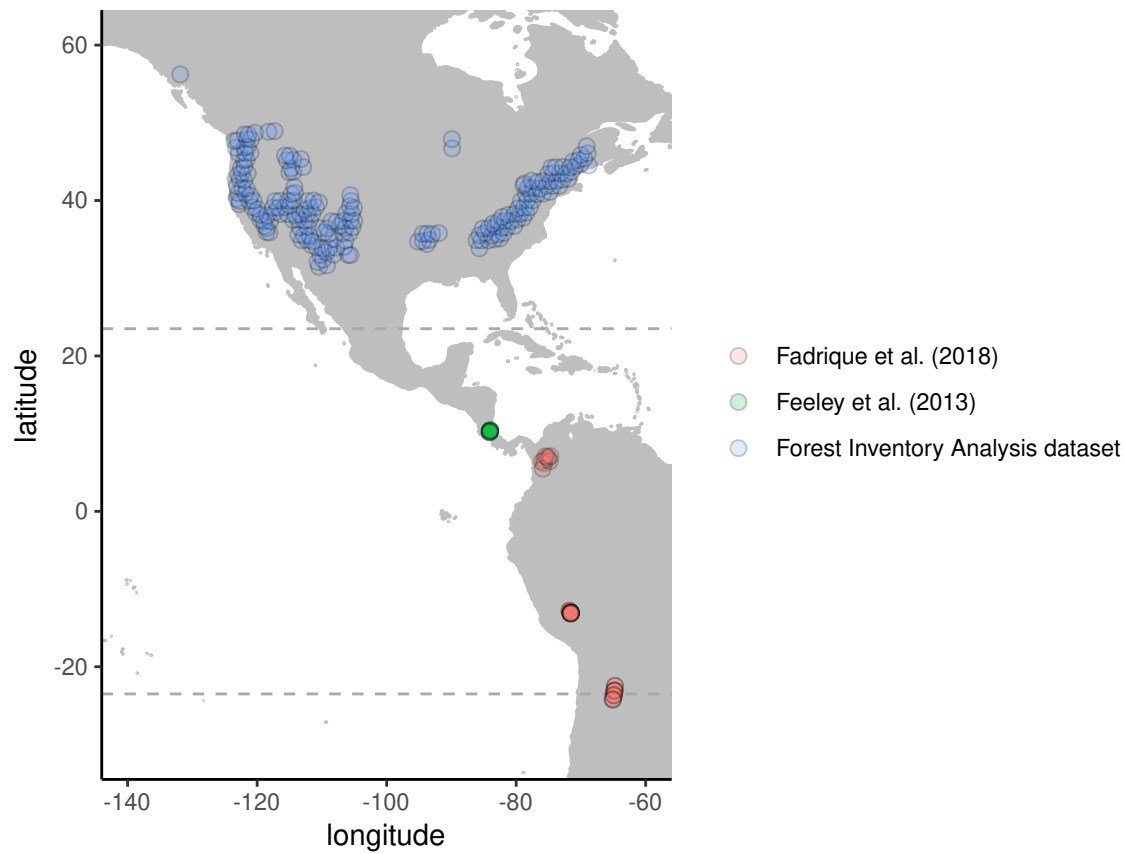 60
40
20
0
-20
latitude
-140
-120
-100
-80
-60
longitude
Fadrique et al. (2018)
Feeley et al. (2013)
Forest Inventory Analysis dataset